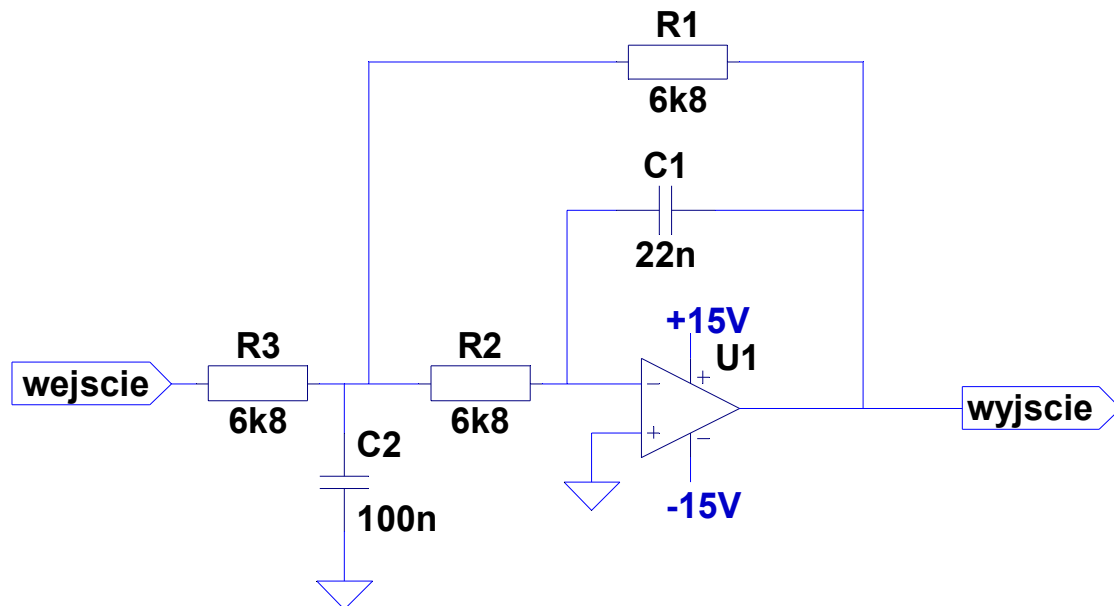 R1
6k8
C1
22n
+15V
R3
R2
U1
wejscie
+
−
wyjscie
6k8
6k8
+
−
C2
-15V
100n